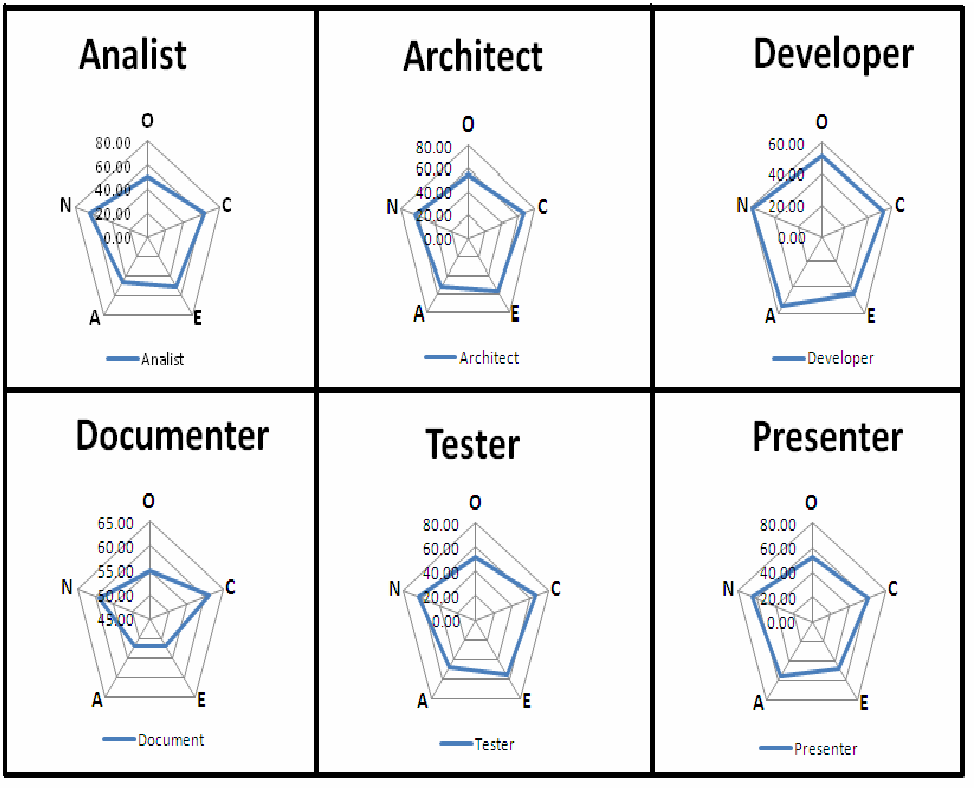 Analist
O
80.00
60.00
40.00
N
C
20.00
0.00
A
E
Analist
Architect
O
80.00
60.00
40.00
N
C
20.00
0.00
A
E
Architect
Developer
O
60.00
40.00
N
C
20.00
0.00
A
E
Developer
Documenter
O
65.00
60.00
55.00
N
C
50.00
45.00
A
E
Document
Tester
O
80.00
60.00
40.00
N
C
20.00
0.00
A
E
Tester
Presenter
O
80.00
60.00
40.00
N
C
20.00
0.00
A
E
Presenter